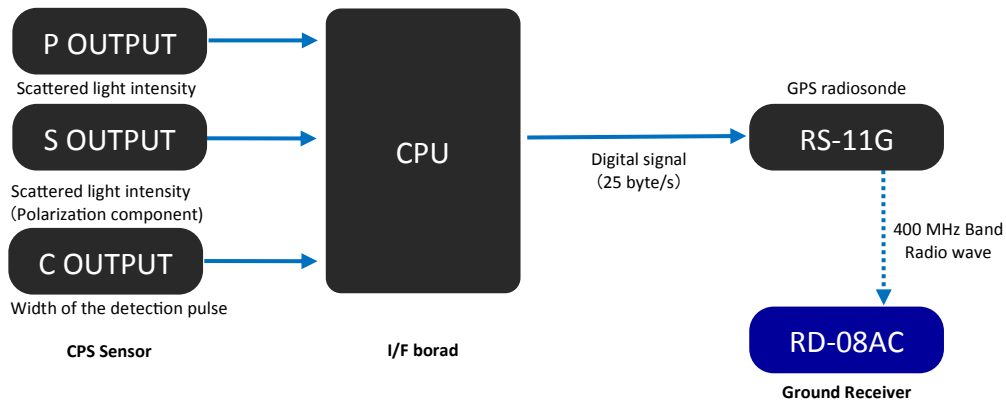 P OUTPUT
Scattered light intensity
S OUTPUT
Scattered light intensity
(Polarization component)
C OUTPUT
Width of the detection pulse
CPS Sensor
CPU
I/F borad
Digital signal
(25 byte/s)
GPS radiosonde
RS-11G
400 MHz Band
Radio wave
RD-08AC
Ground Receiver